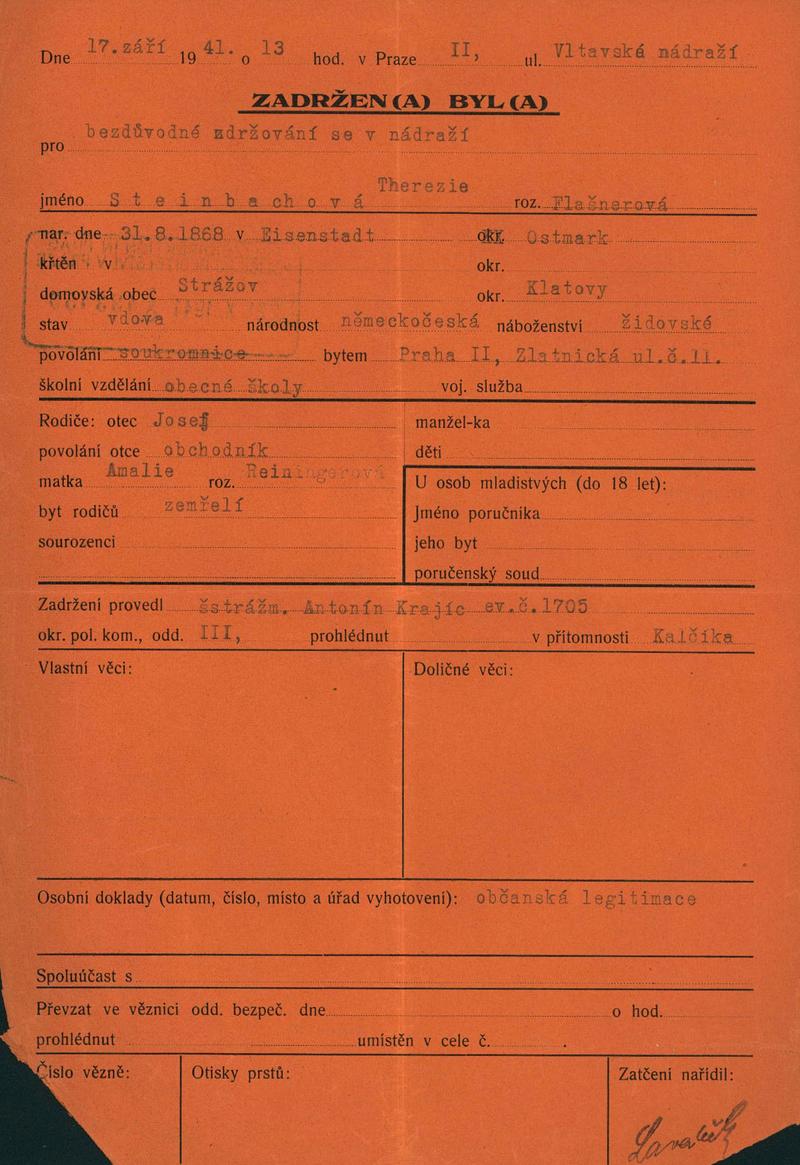 Dne 17.září 19 41. o 13 hod. v Praze II, ul. Vltavské nádraží
ZADRŽEN(A) BYL(A)
pro bezdůvodné zdržování se v nádraží
jméno Steinbachová Therezie roz. Flašnerová
nar. dne 31.8.1868 v Eisenstadt okr. Ostmark
křtěn v okr.
domovská obec Strážov okr. Klatovy
stav vdova národnost německočeská náboženství židovské
povolání soukromnice bytem Praha II, Zlatnická ul.č.11.
školní vzdělání obecné školy voj. služba
Rodiče: otec Josef manžel-ka
povolání otce obchodník děti
matka Amalie roz. Reiningerová
U osob mladistvých (do 18 let):
byt rodičů zemřelí Jméno poručníka
sourozenci jeho byt
poručenský soud
Zadržení provedl šstrážm. Antonín Krajíc ev.č.1705
okr. pol. kom., odd. III, prohlédnut v přítomnosti Kalčíka
Vlastní věci: Doličné věci:
Osobní doklady (datum, číslo, místo a úřad vyhotovení): občanská legitimace
Spoluúčast s
Převzat ve věznici odd. bezpeč. dne o hod.
prohlédnut umístěn v cele č. .
Číslo vězně: Otisky prstů: Zatčení nařídil: